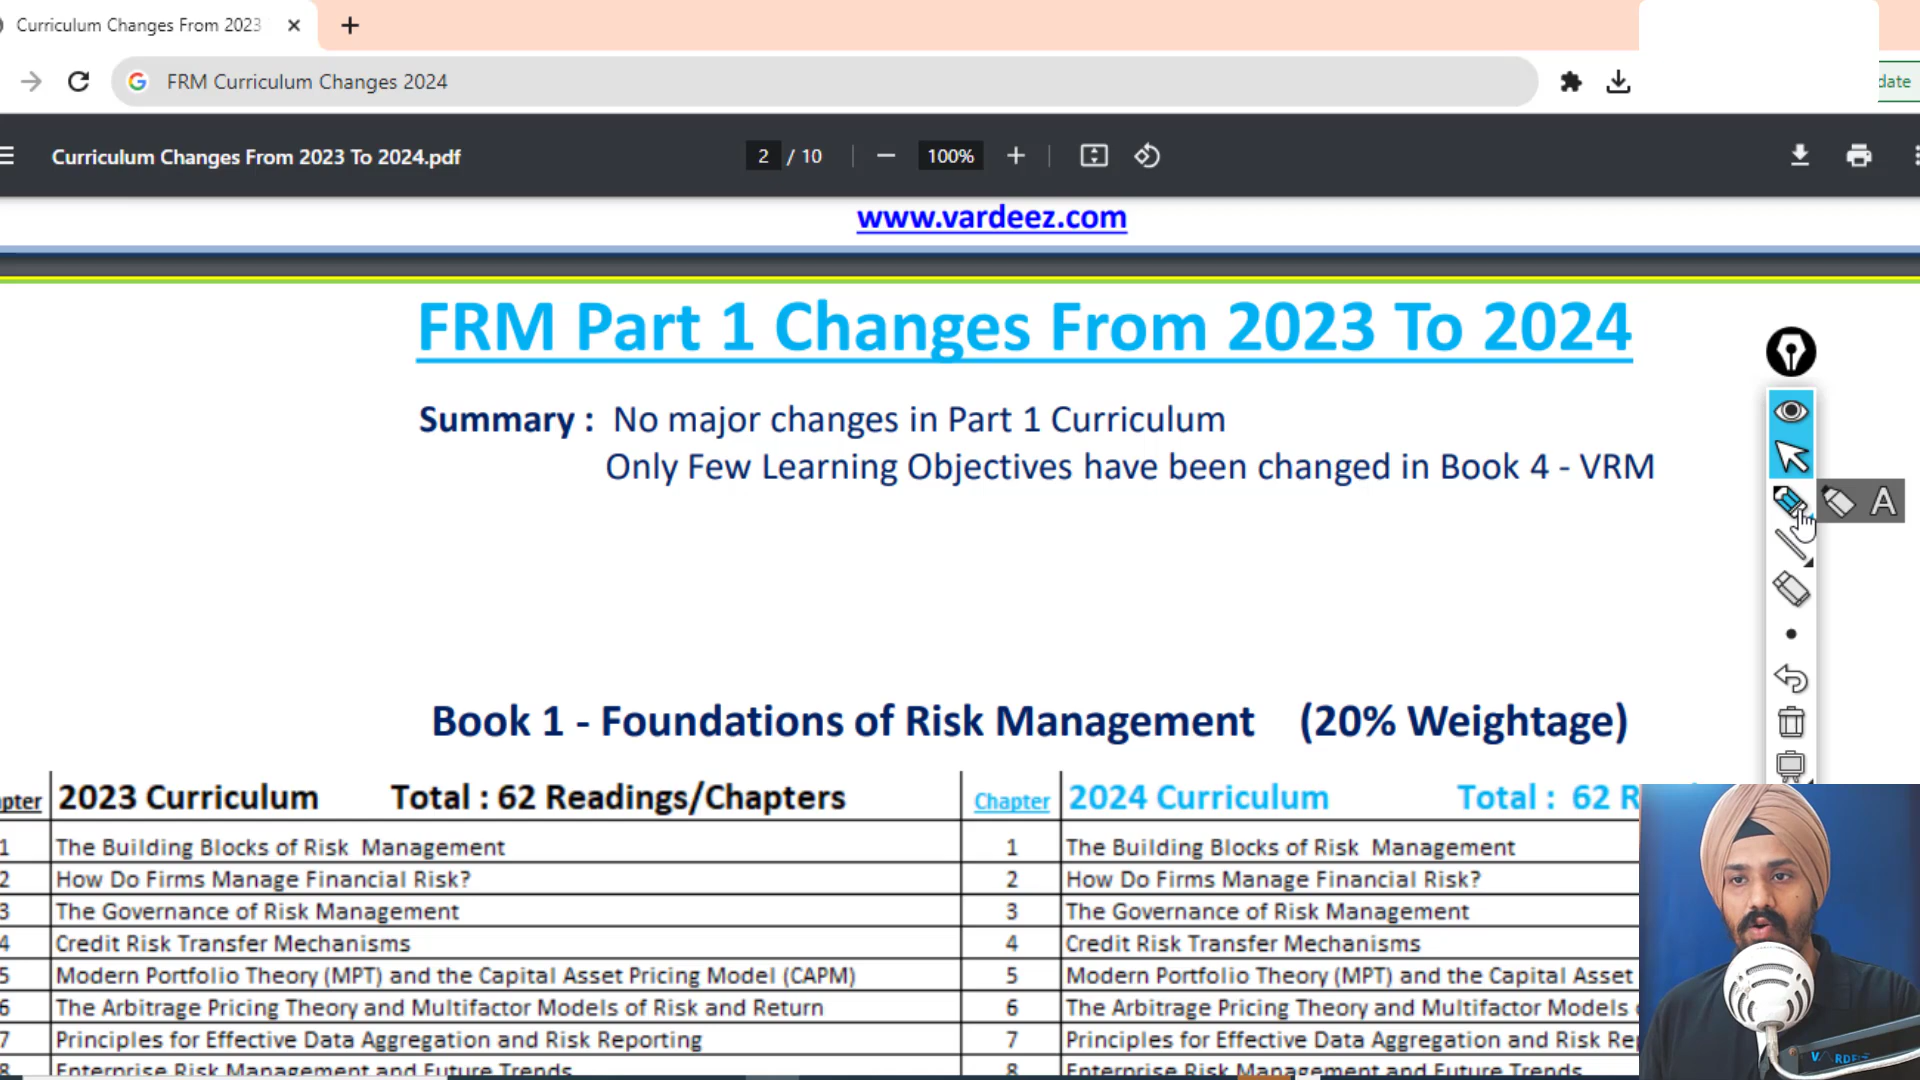 Curriculum Changes From 2023
FRM Curriculum Changes 2024
date
Curriculum Changes From 2023 To 2024.pdf
2 / 10
100%
www.vardeez.com
FRM Part 1 Changes From 2023 To 2024
Summary : No major changes in Part 1 Curriculum
Only Few Learning Objectives have been changed in Book 4 - VRM
A
Book 1 - Foundations of Risk Management (20% Weightage)
pter 2023 Curriculum Total : 62 Readings/Chapters Chapter 2024 Curriculum Total : 62 R
1 The Building Blocks of Risk Management 1 The Building Blocks of Risk Management
2 How Do Firms Manage Financial Risk? 2 How Do Firms Manage Financial Risk?
3 The Governance of Risk Management 3 The Governance of Risk Management
4 Credit Risk Transfer Mechanisms 4 Credit Risk Transfer Mechanisms
5 Modern Portfolio Theory (MPT) and the Capital Asset Pricing Model (CAPM) 5 Modern Portfolio Theory (MPT) and the Capital Asset
6 The Arbitrage Pricing Theory and Multifactor Models of Risk and Return 6 The Arbitrage Pricing Theory and Multifactor Models
7 Principles for Effective Data Aggregation and Risk Reporting 7 Principles for Effective Data Aggregation and Risk Re
8 Enterprise Risk Management and Future Trends 8 Enterprise Risk Management and Future Trends
VARDEEZ